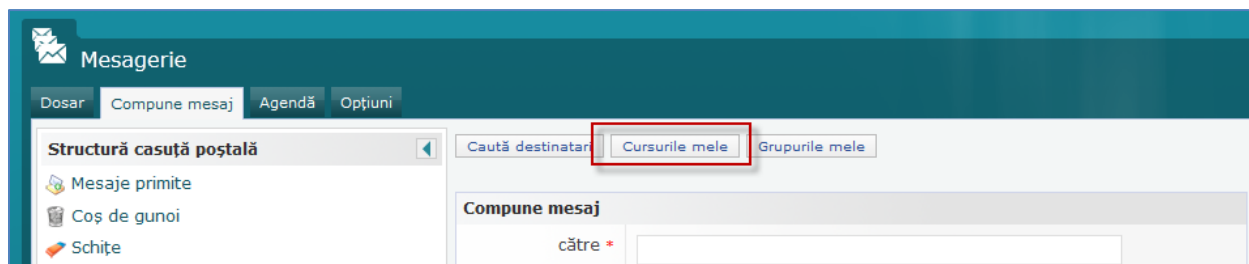 Mesagerie
Dosar Compune mesaj Agendă Opțiuni
Structură casuță poștală
Caută destinatari Cursurile mele Grupurile mele
Mesaje primite
Coș de gunoi
Schițe
Compune mesaj
către *